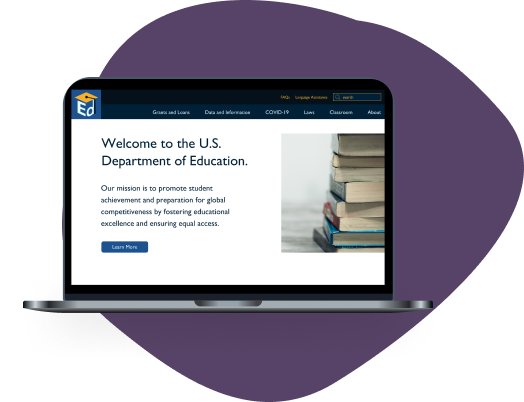 Ed
FAQs Language Assistance search
Grants and Loans Data and Information COVID-19 Laws Classroom About
Welcome to the U.S.
Department of Education.
Our mission is to promote student
achievement and preparation for global
competitiveness by fostering educational
excellence and ensuring equal access.
Learn More